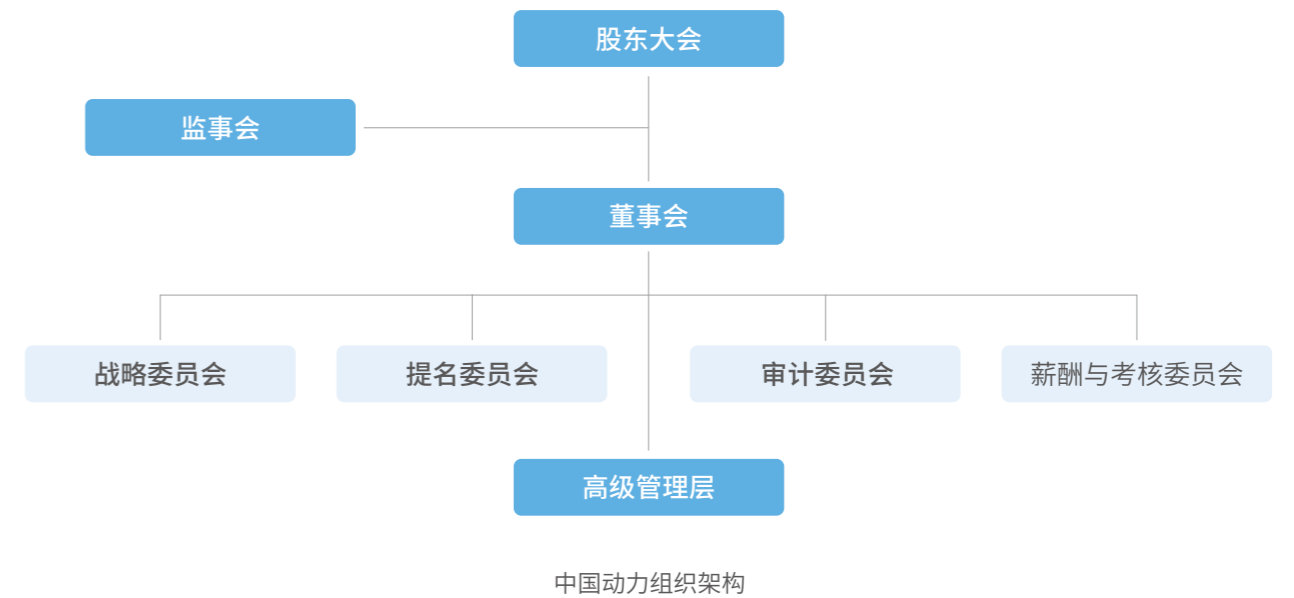 股东大会
监事会
董事会
战略委员会
提名委员会
审计委员会
薪酬与考核委员会
高级管理层
中国动力组织架构